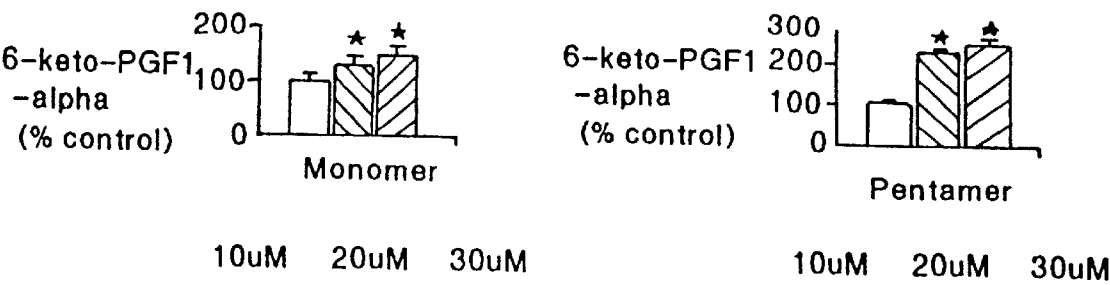 200
6-keto-PGF1
-alpha
(% control)
100
0
★ ★
Monomer
10uM 20uM 30uM
300
6-keto-PGF1
-alpha
(% control)
200
100
0
★ ★
Pentamer
10uM 20uM 30uM